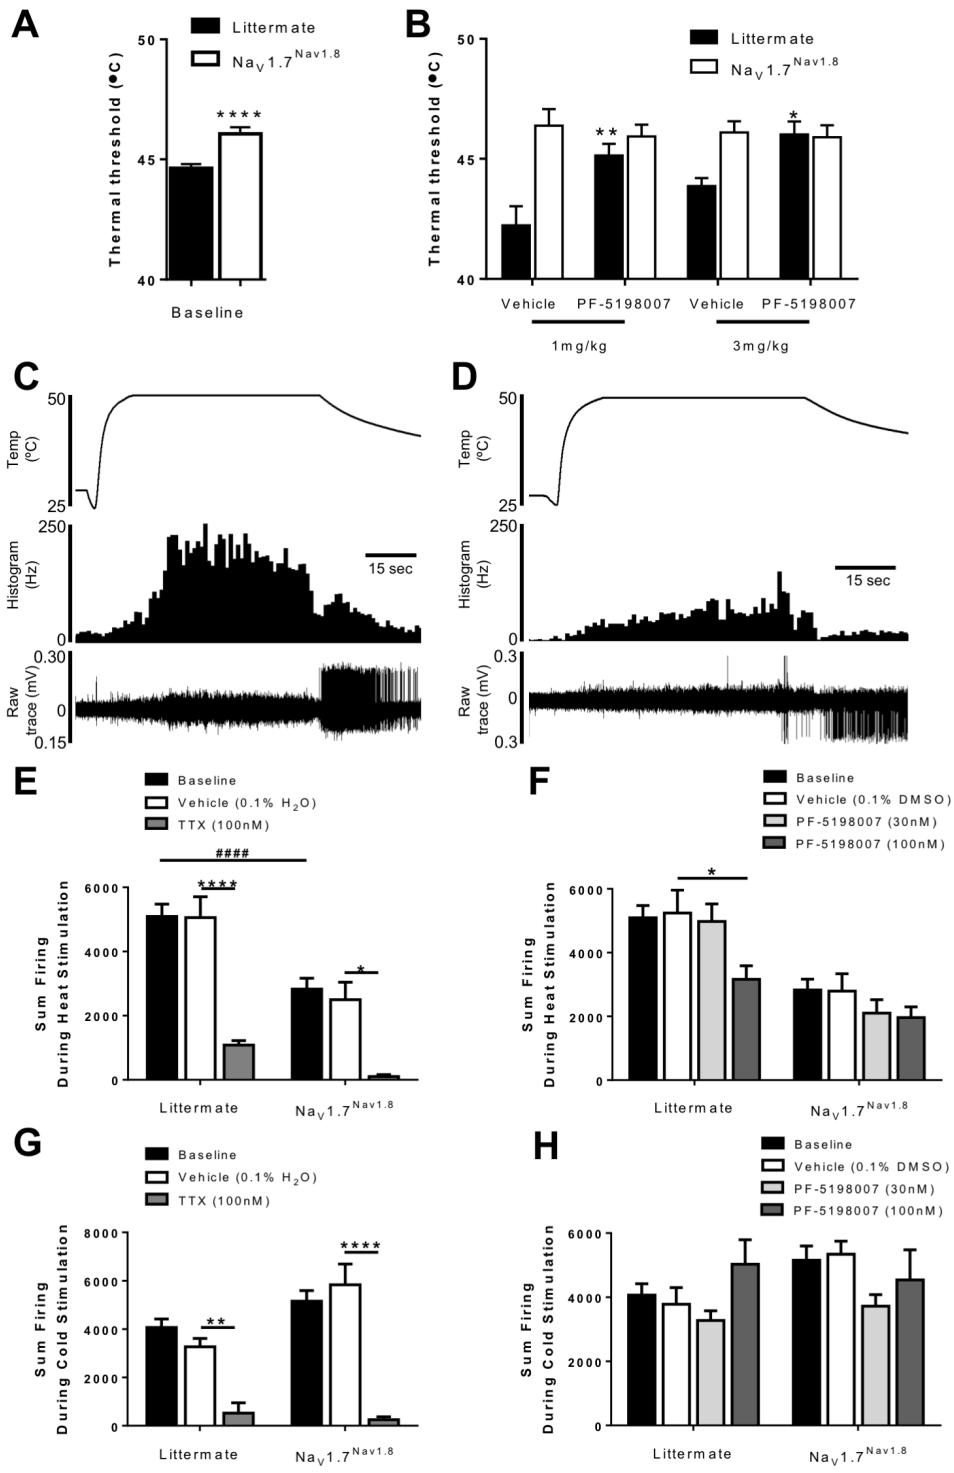 A
Littermate
NaV1.7Nav1.8
Thermal threshold (●C)
50
45
40
****
Baseline
B
Littermate
NaV1.7Nav1.8
Thermal threshold (●C)
50
45
40
**
*
Vehicle PF-5198007 Vehicle PF-5198007
1mg/kg 3mg/kg
C
Temp
(ºC)
50
25
Histogram
(Hz)
250
0
15 sec
Raw
trace (mV)
0.30
0
0.15
D
Temp
(ºC)
50
25
Histogram
(Hz)
250
0
15 sec
Raw
trace (mV)
0.3
0
0.3
E
Baseline
Vehicle (0.1% H2O)
TTX (100nM)
####
****
*
Sum Firing
During Heat Stimulation
6000
4000
2000
0
Littermate NaV1.7Nav1.8
F
Baseline
Vehicle (0.1% DMSO)
PF-5198007 (30nM)
PF-5198007 (100nM)
*
Sum Firing
During Heat Stimulation
6000
4000
2000
0
Littermate NaV1.7Nav1.8
G
Baseline
Vehicle (0.1% H2O)
TTX (100nM)
**
****
Sum Firing
During Cold Stimulation
8000
6000
4000
2000
0
Littermate NaV1.7Nav1.8
H
Baseline
Vehicle (0.1% DMSO)
PF-5198007 (30nM)
PF-5198007 (100nM)
Sum Firing
During Cold Stimulation
6000
4000
2000
0
Littermate NaV1.7Nav1.8